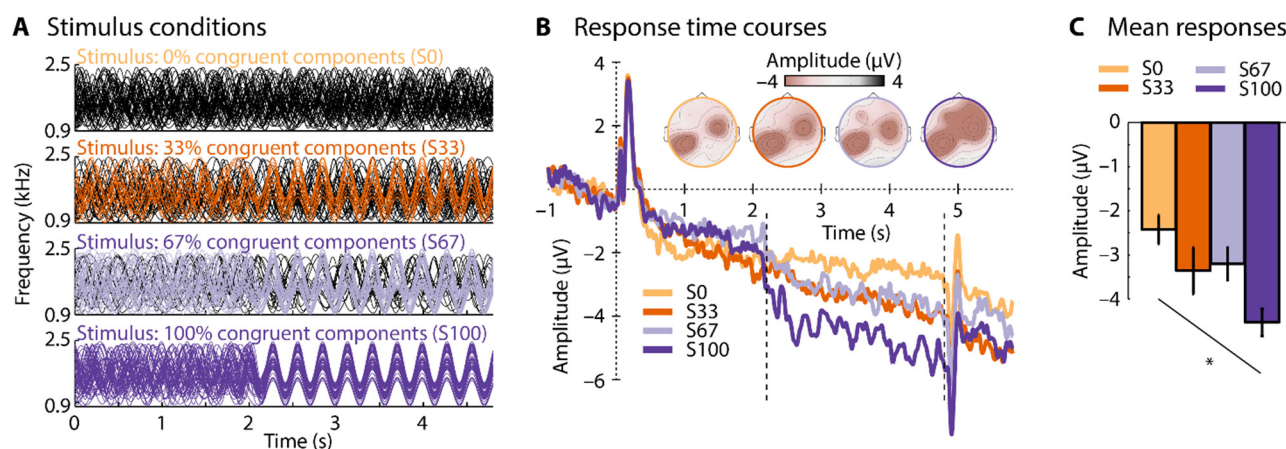 A Stimulus conditions
Stimulus: 0% congruent components (S0)
2.5
0.9
Stimulus: 33% congruent components (S33)
2.5
0.9
Stimulus: 67% congruent components (S67)
2.5
0.9
Stimulus: 100% congruent components (S100)
2.5
0.9
Frequency (kHz)
0 1 2 3 4
Time (s)
B Response time courses
Amplitude (µV)
−4 4
4
2
−2
−4
−6
−1 1 2 3 4 5
Time (s)
Amplitude (µV)
S0
S33
S67
S100
C Mean responses
S0 S67
S33 S100
0
−1
−2
−3
−4
Amplitude (µV)
*